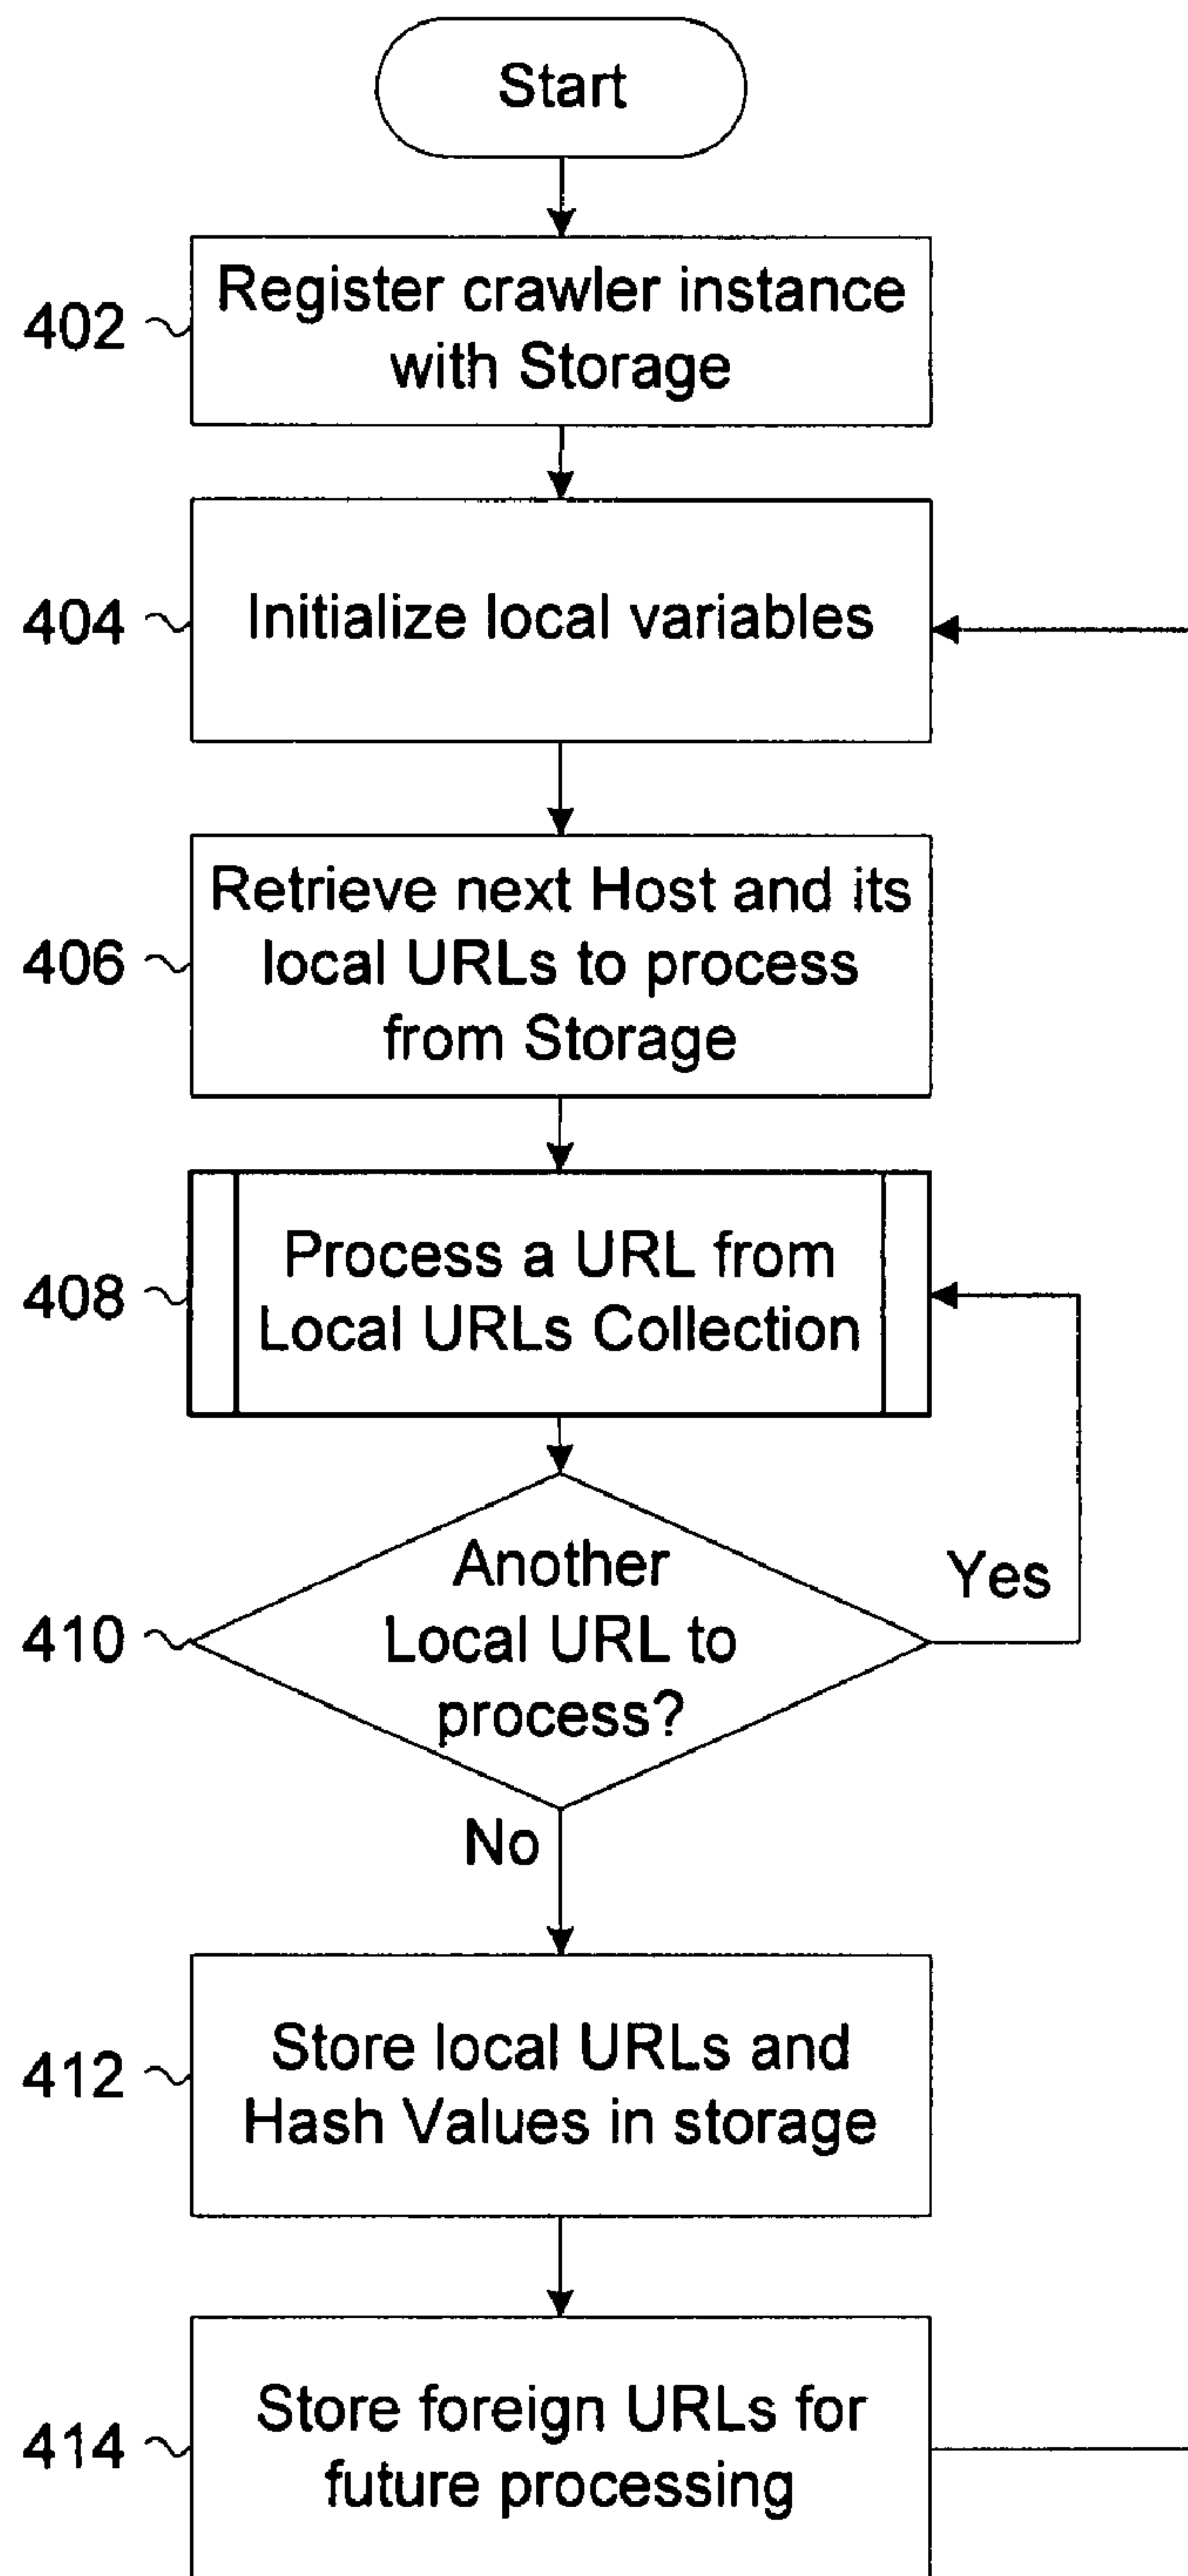 Start
402
Register crawler instance
with Storage
404
Initialize local variables
406
Retrieve next Host and its
local URLs to process
from Storage
408
Process a URL from
Local URLs Collection
410
Another
Local URL to
process?
Yes
No
412
Store local URLs and
Hash Values in storage
414
Store foreign URLs for
future processing